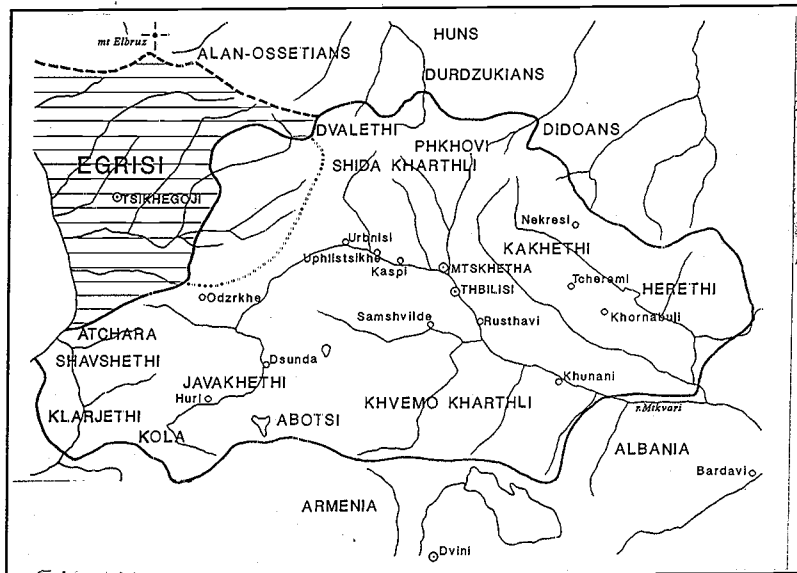 mt Elbruz
HUNS
ALAN-OSSETIANS
DURDZUKIANS
DVALETHI
DIDOANS
PHKHOVI
SHIDA KHARTHLI
EGRISI
TSIKHEGOJI
Nekresi
Urbnisi
KAKHETHI
Uphlistsikhe
Kaspi
MTSKHETHA
Tcheremi
HERETHI
THBILISI
Odzrkhe
Khornabuli
Samshvilde
Rusthavi
ATCHARA
SHAVSHETHI
Dsunda
JAVAKHETHI
Khunani
Huri
KLARJETHI
KHVEMO KHARTHLI
r.Mtkvari
ABOTSI
KOLA
ALBANIA
Bardavi
ARMENIA
Dvini